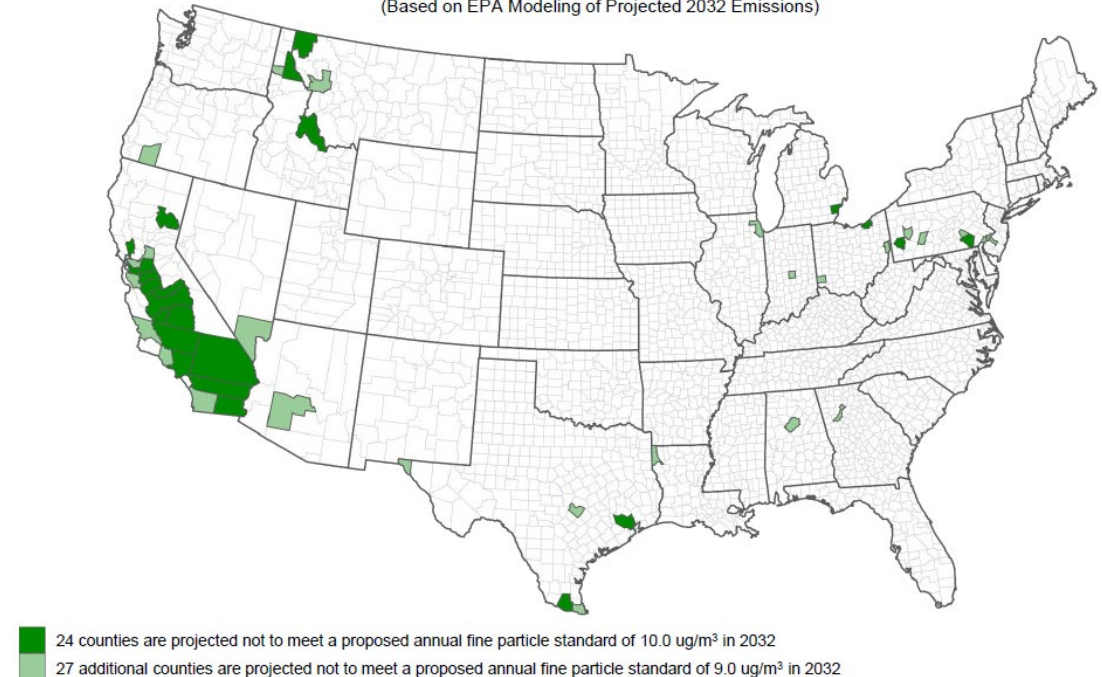 (Based on EPA Modeling of Projected 2032 Emissions)
24 counties are projected not to meet a proposed annual fine particle standard of 10.0 ug/m³ in 2032
27 additional counties are projected not to meet a proposed annual fine particle standard of 9.0 ug/m³ in 2032